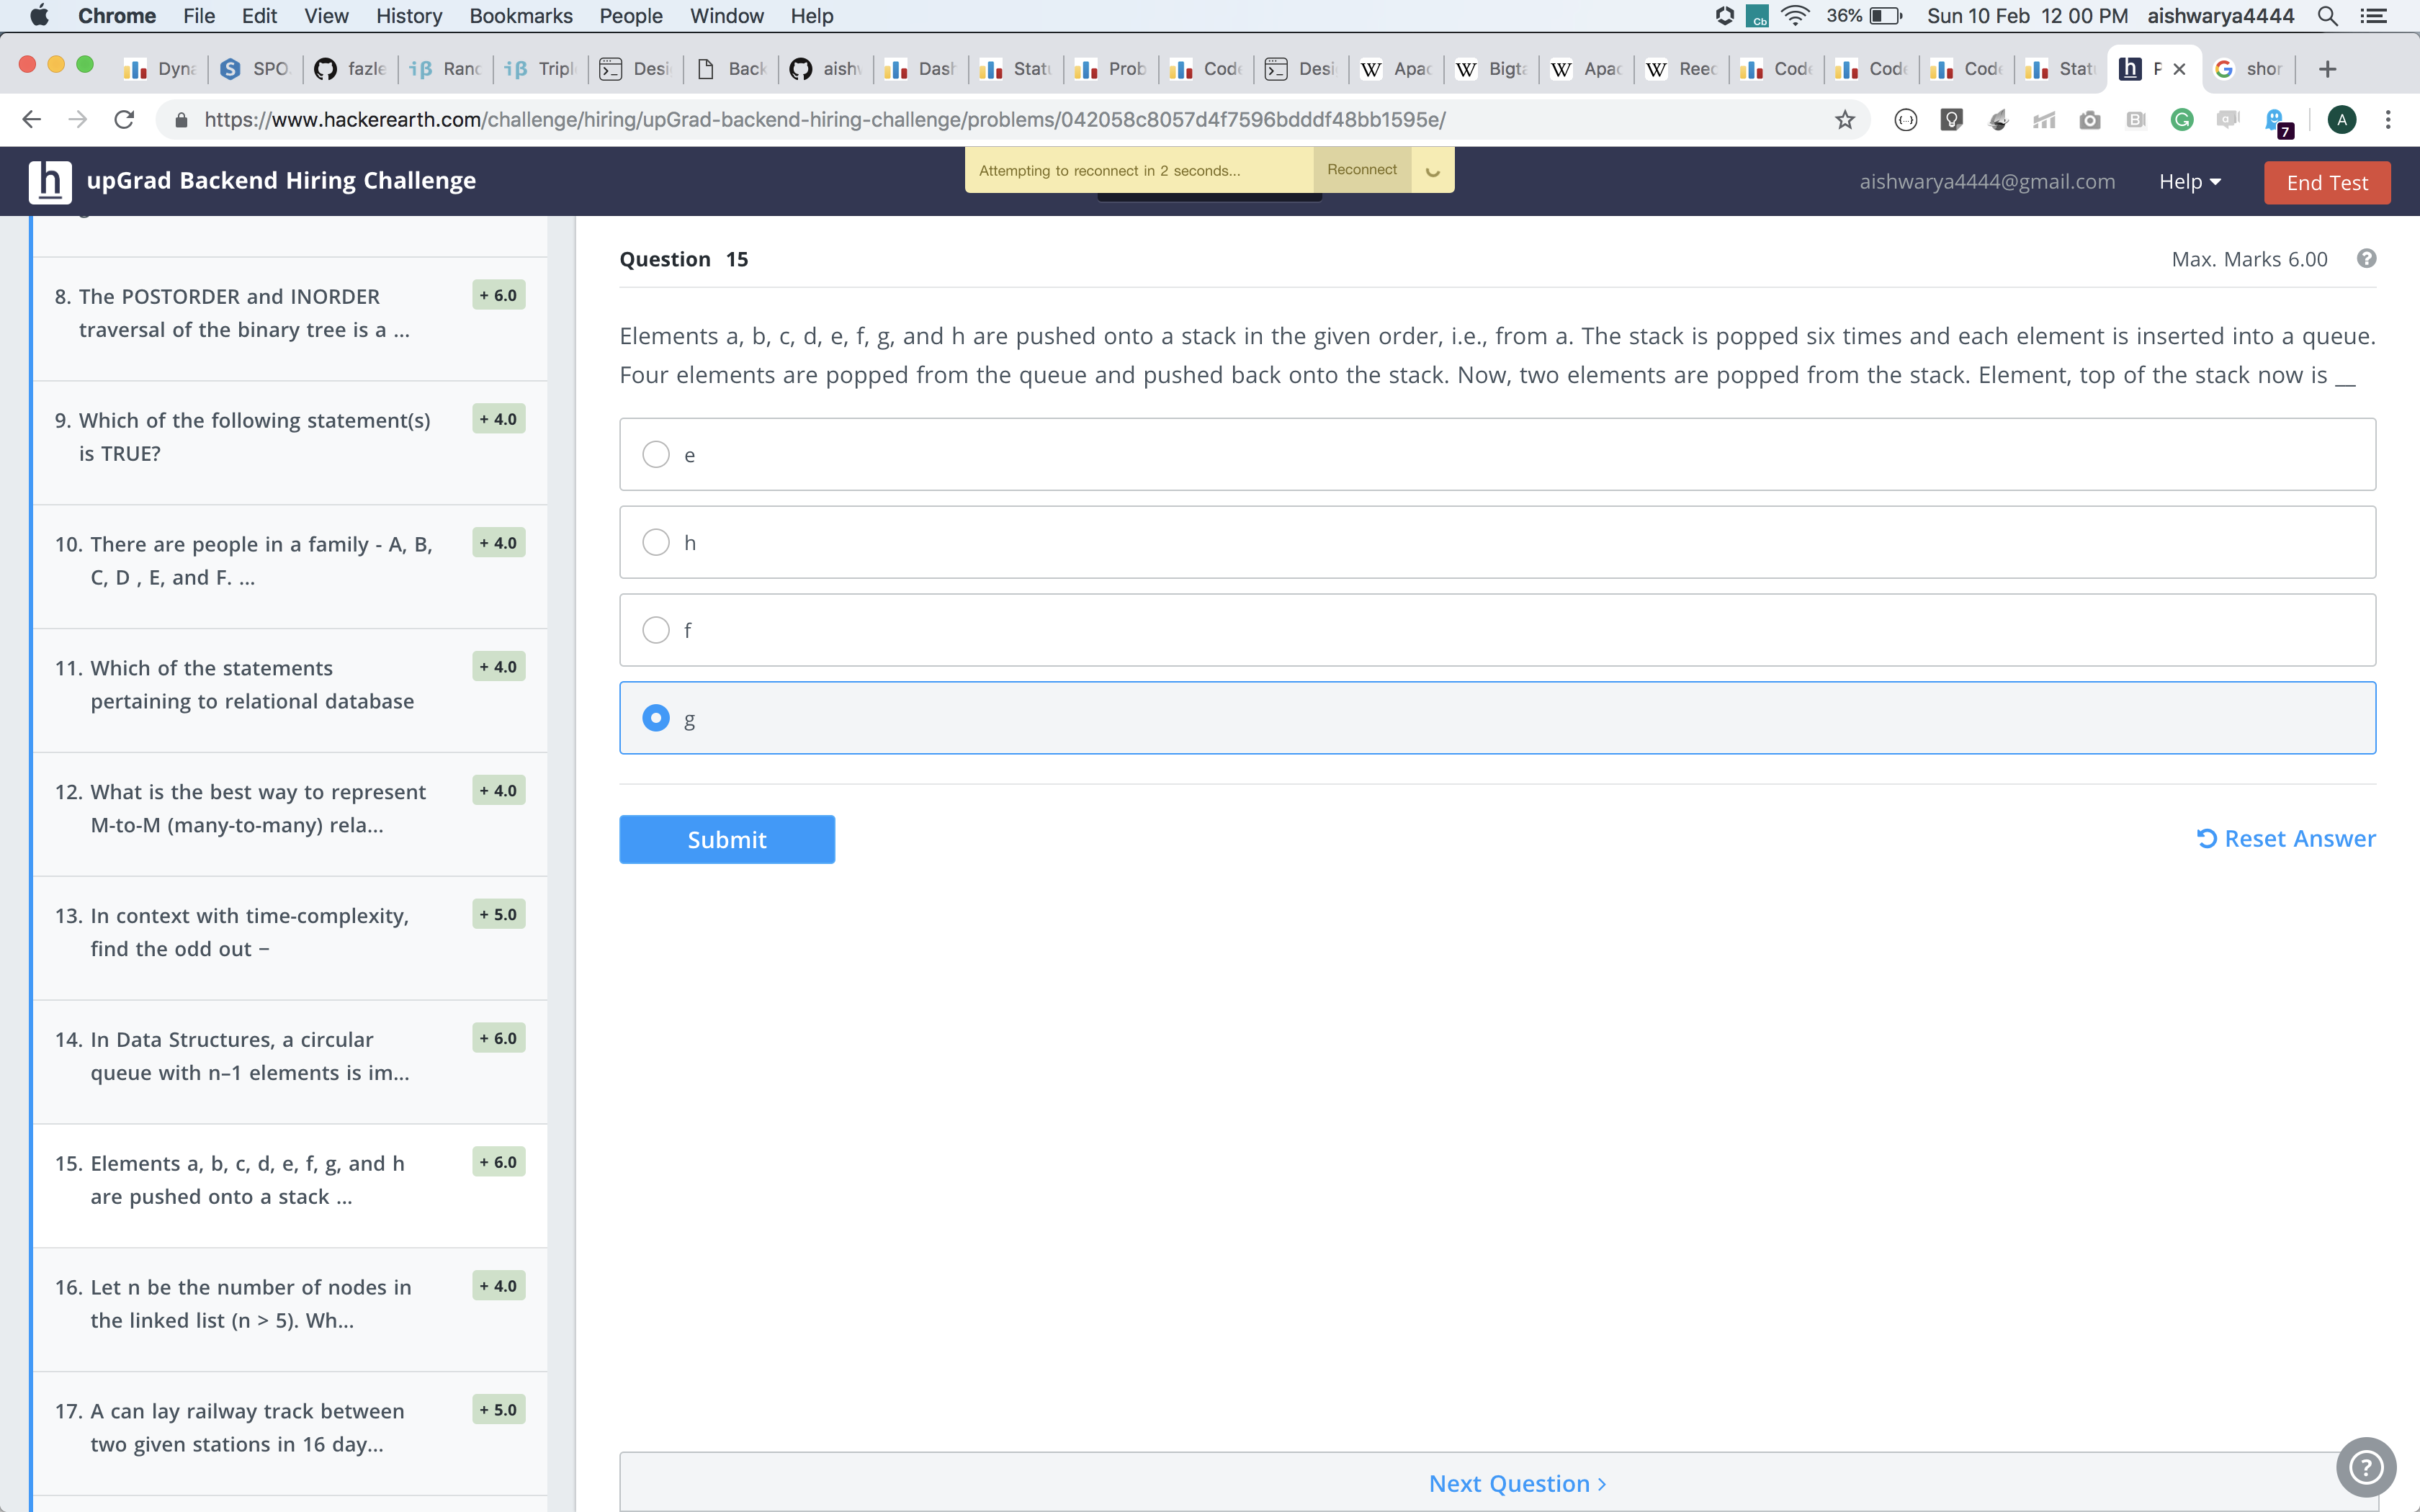 Chrome File Edit View History Bookmarks People Window Help
Cb 36% Sun 10 Feb 12 00 PM aishwarya4444
Dyna SPO fazle Ranc Tripl Desi Back aish Dash Stat Prob Code Desi Apac Bigta Apac Reed Code Code Code Stat P shor
https://www.hackerearth.com/challenge/hiring/upGrad-backend-hiring-challenge/problems/042058c8057d4f7596bdddf48bb1595e/
7 A
h upGrad Backend Hiring Challenge
Attempting to reconnect in 2 seconds... Reconnect
aishwarya4444@gmail.com Help End Test
8. The POSTORDER and INORDER + 6.0
traversal of the binary tree is a ...
9. Which of the following statement(s) + 4.0
is TRUE?
10. There are people in a family - A, B, + 4.0
C, D , E, and F. ...
11. Which of the statements + 4.0
pertaining to relational database
12. What is the best way to represent + 4.0
M-to-M (many-to-many) rela...
13. In context with time-complexity, + 5.0
find the odd out −
14. In Data Structures, a circular + 6.0
queue with n–1 elements is im...
15. Elements a, b, c, d, e, f, g, and h + 6.0
are pushed onto a stack ...
16. Let n be the number of nodes in + 4.0
the linked list (n > 5). Wh...
17. A can lay railway track between + 5.0
two given stations in 16 day...
Question 15
Max. Marks 6.00
Elements a, b, c, d, e, f, g, and h are pushed onto a stack in the given order, i.e., from a. The stack is popped six times and each element is inserted into a queue.
Four elements are popped from the queue and pushed back onto the stack. Now, two elements are popped from the stack. Element, top of the stack now is __
e
h
f
g
Submit
Reset Answer
Next Question >
?